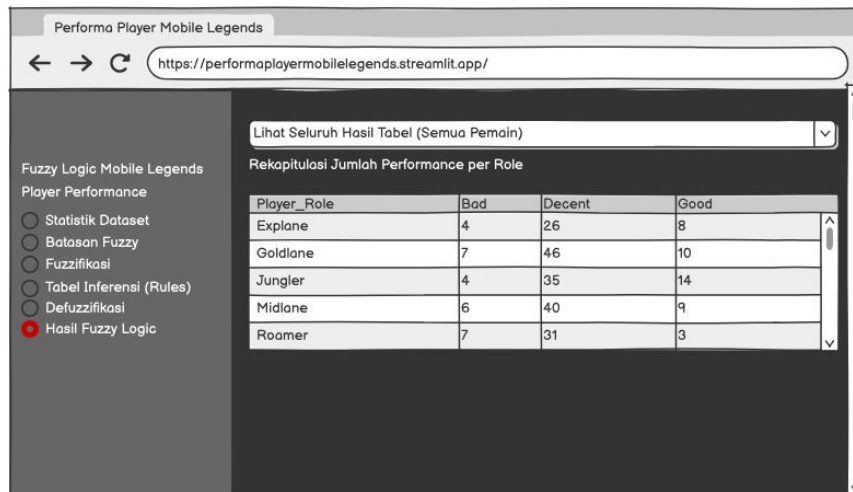 Performa Player Mobile Legends
https://performaplayermobilelegends.streamlit.app/
Fuzzy Logic Mobile Legends
Player Performance
Statistik Dataset
Batasan Fuzzy
Fuzzifikasi
Tabel Inferensi (Rules)
Defuzzifikasi
Hasil Fuzzy Logic
Lihat Seluruh Hasil Tabel (Semua Pemain)
Rekapitulasi Jumlah Performance per Role
Player_Role Bad Decent Good
Explane 4 26 8
Goldlane 7 46 10
Jungler 4 35 14
Midlane 6 40 9
Roamer 7 31 3